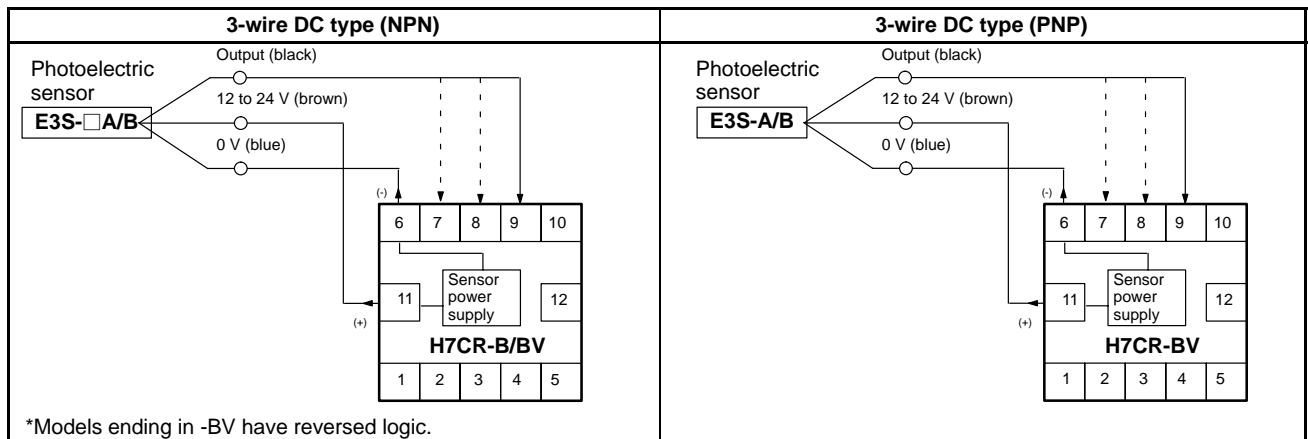 3-wire DC type (NPN)
Output (black)
Photoelectric
sensor
12 to 24 V (brown)
E3S-□A/B
0 V (blue)
(-)
6 7 8 9 10
Sensor
power
supply
11
12
(+)
H7CR-B/BV
1 2 3 4 5
*Models ending in -BV have reversed logic.
3-wire DC type (PNP)
Output (black)
Photoelectric
sensor
12 to 24 V (brown)
E3S-A/B
0 V (blue)
(-)
6 7 8 9 10
Sensor
power
supply
11
12
(+)
H7CR-BV
1 2 3 4 5